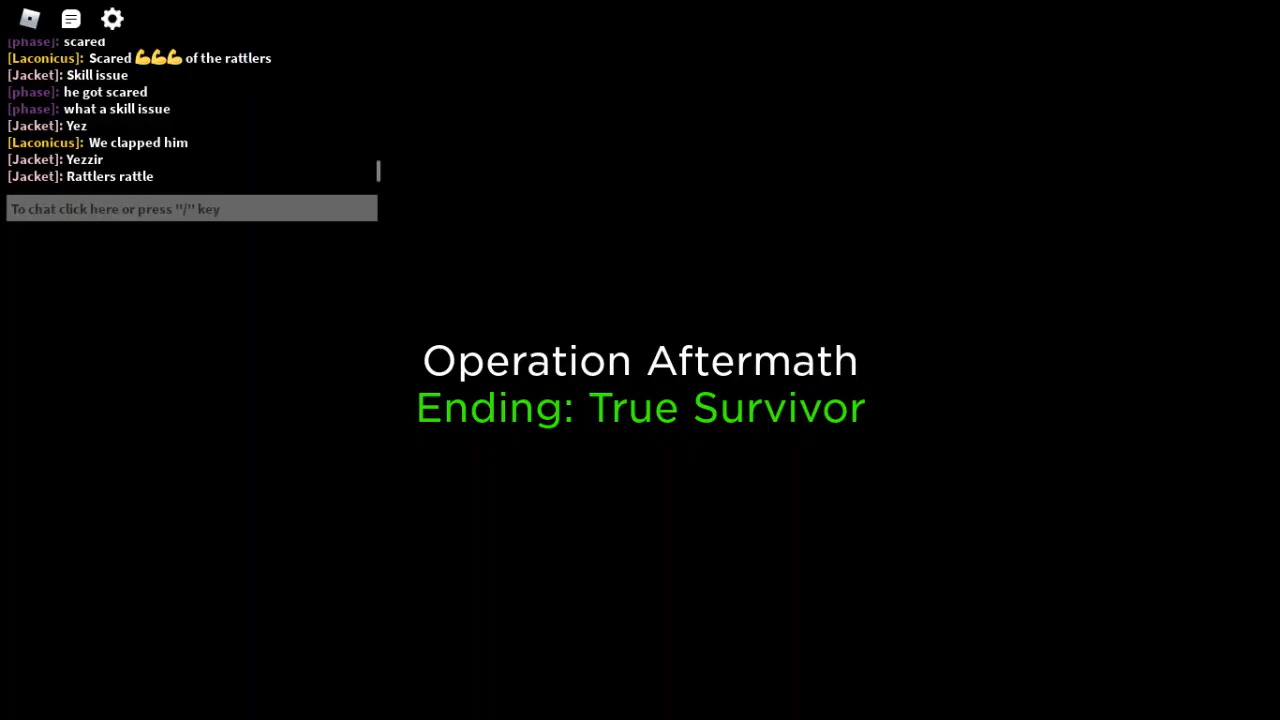 [phase]: scared
[Laconicus]: Scared 💪💪💪 of the rattlers
[Jacket]: Skill issue
[phase]: he got scared
[phase]: what a skill issue
[Jacket]: Yez
[Laconicus]: We clapped him
[Jacket]: Yezzir
[Jacket]: Rattlers rattle
To chat click here or press "/" key
Operation Aftermath
Ending: True Survivor